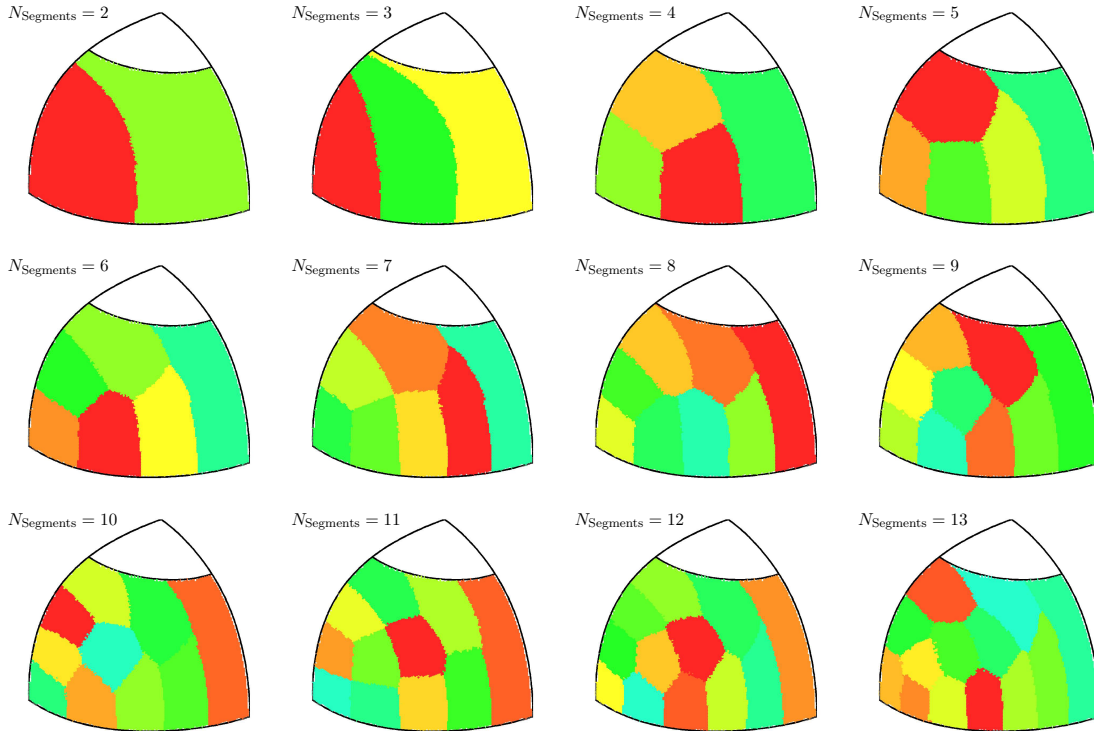 N_Segments = 2
N_Segments = 3
N_Segments = 4
N_Segments = 5
N_Segments = 6
N_Segments = 7
N_Segments = 8
N_Segments = 9
N_Segments = 10
N_Segments = 11
N_Segments = 12
N_Segments = 13